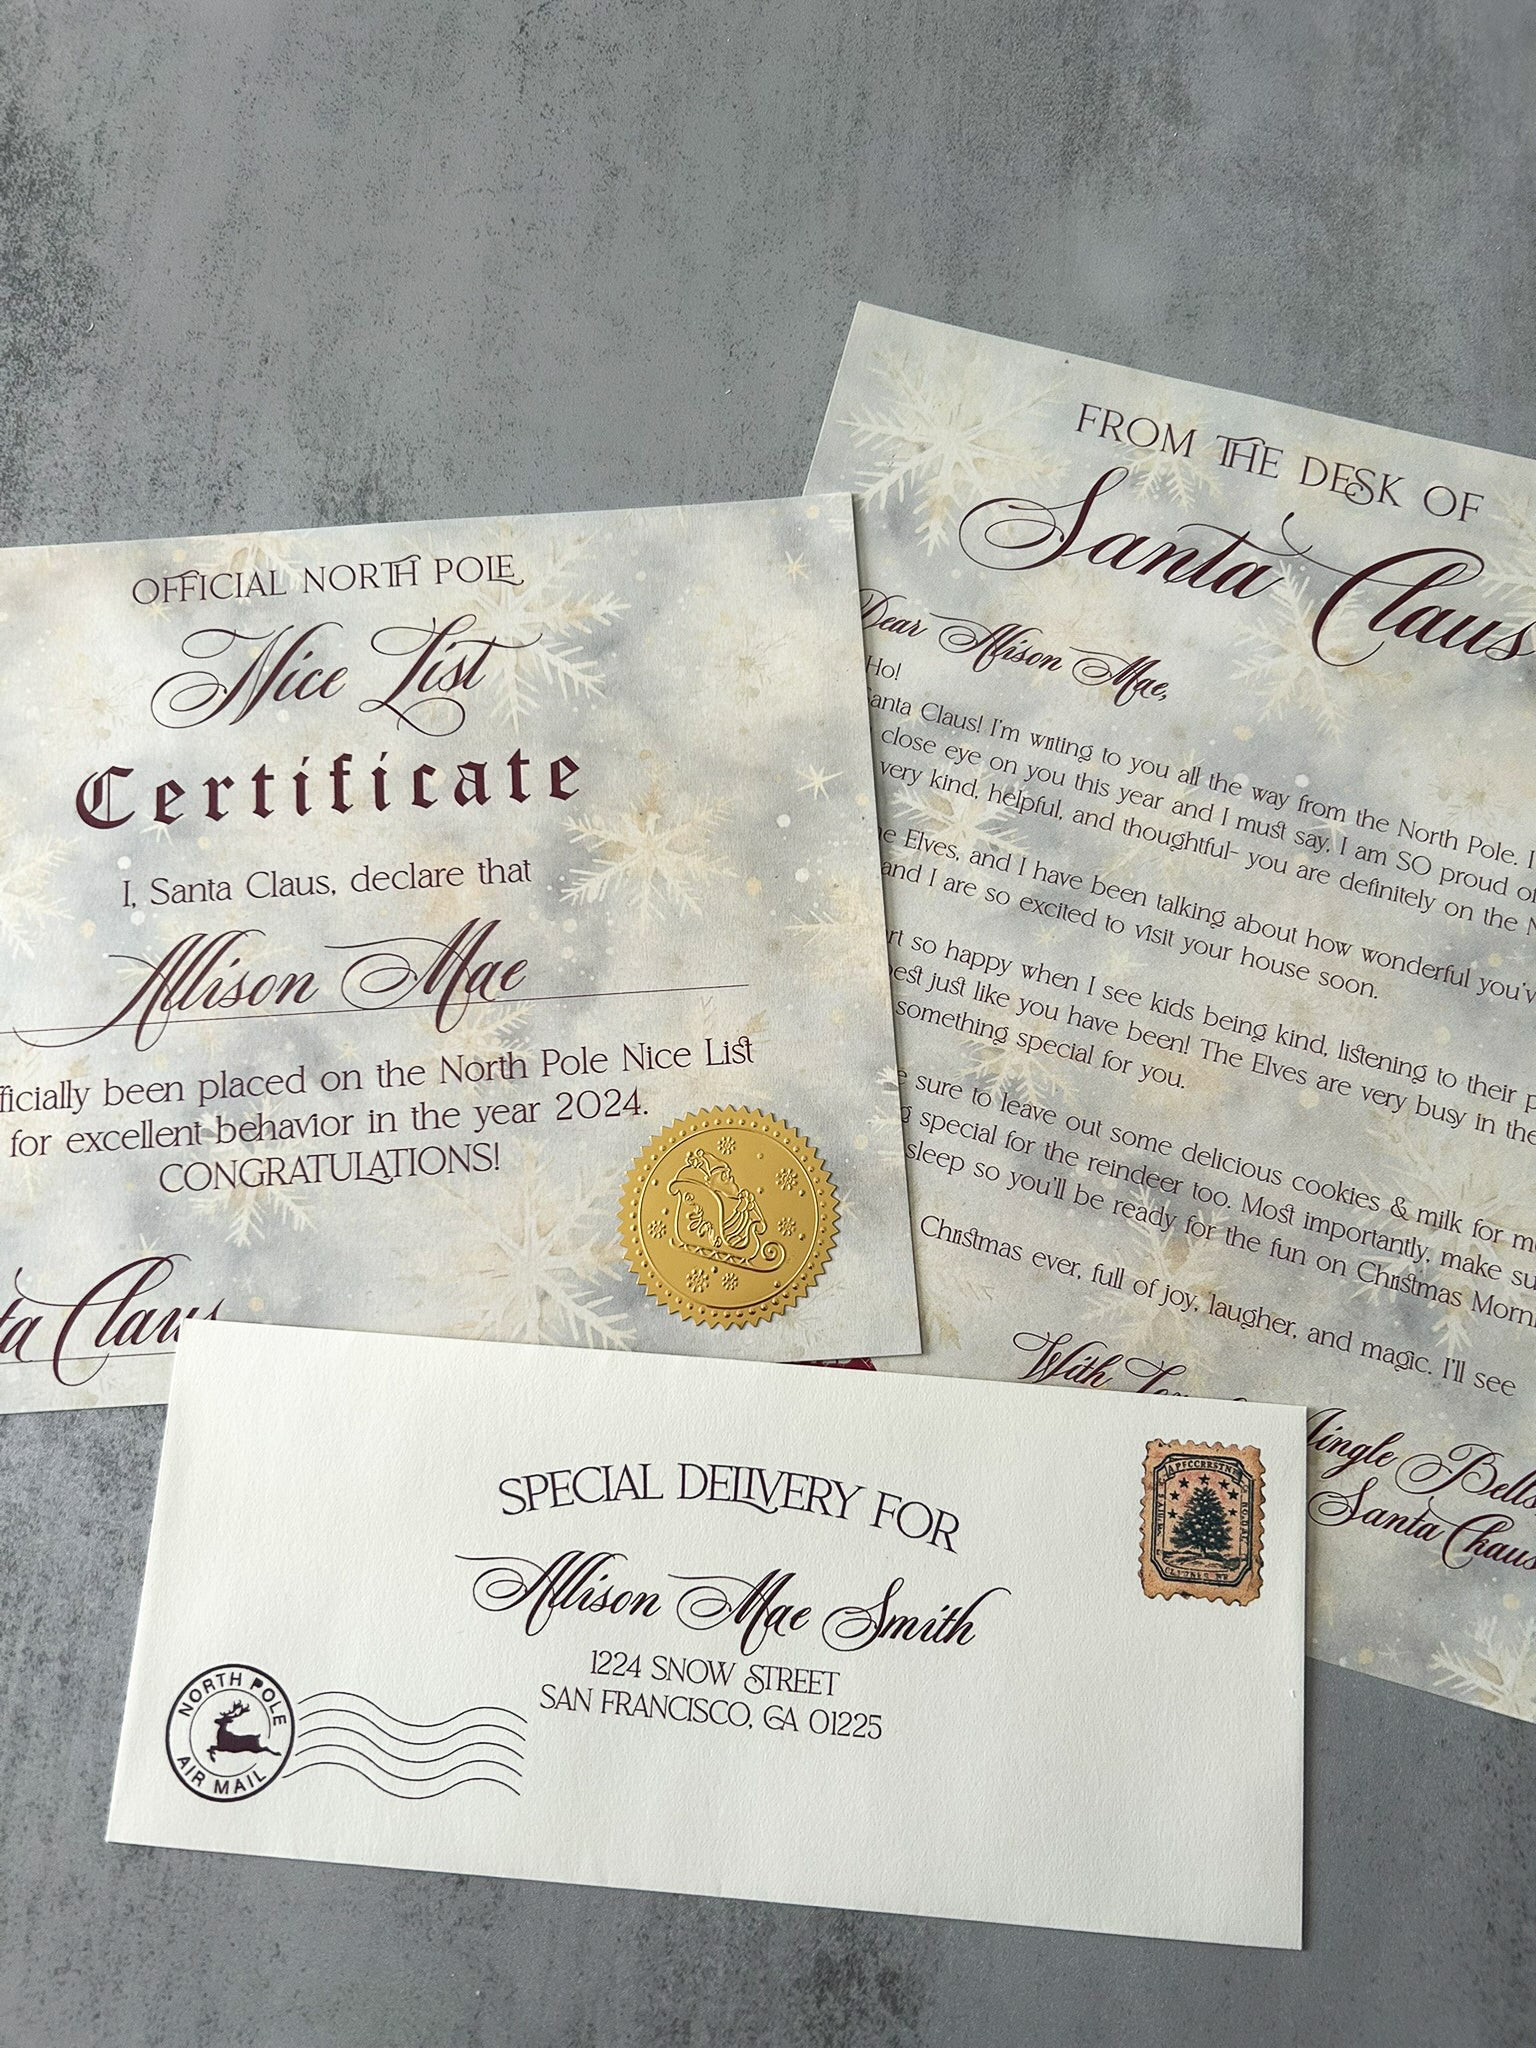 OFFICIAL NORTH POLE
Nice List
Certificate
I, Santa Claus, declare that
Allison Mae
ficially been placed on the North Pole Nice List
for excellent behavior in the year 2024.
CONGRATULATIONS!
ta Claus
FROM THE DESK OF
Santa Claus
Dear Allison Mae,
Ho!
Santa Claus! I'm writing to you all the way from the North Pole. I
close eye on you this year and I must say, I am SO proud of
very kind, helpful, and thoughtful- you are definitely on the N
he Elves, and I have been talking about how wonderful you'v
and I are so excited to visit your house soon.
rt so happy when I see kids being kind, listening to their p
best just like you have been! The Elves are very busy in the
something special for you.
e sure to leave out some delicious cookies & milk for me
g special for the reindeer too. Most importantly, make su
sleep so you'll be ready for the fun on Christmas Morni
Christmas ever, full of joy, laughter, and magic. I'll see
With
Jingle Bells,
Santa Chaus
SPECIAL DELIVERY FOR
Allison Mae Smith
1224 SNOW STREET
SAN FRANCISCO, GA 01225
NORTH POLE
AIR MAIL